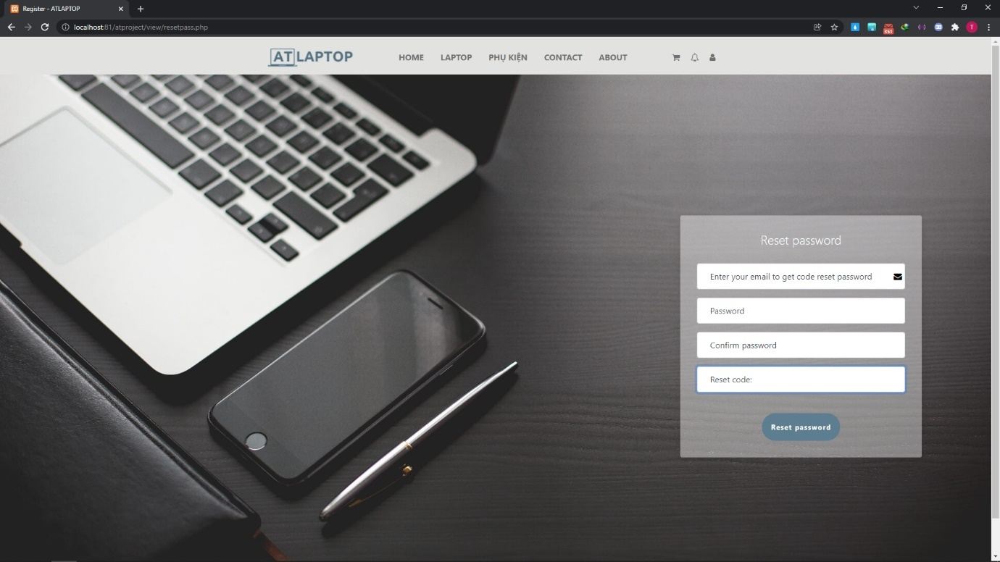 Register - ATLAPTOP
localhost:81/atproject/view/resetpass.php
351
T
ATLAPTOP
HOME
LAPTOP
PHỤ KIỆN
CONTACT
ABOUT
Reset password
Enter your email to get code reset password
Password
Confirm password
Reset code:
Reset password